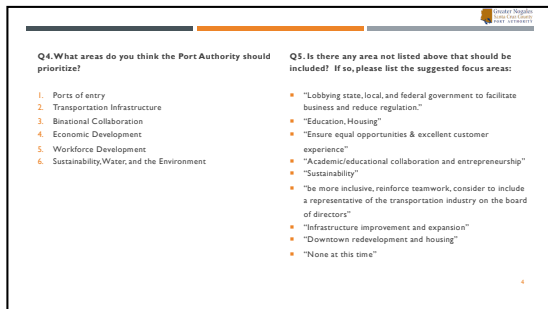 Greater Nogales
Santa Cruz County
PORT AUTHORITY
Q4. What areas do you think the Port Authority should
prioritize?
1. Ports of entry
2. Transportation Infrastructure
3. Binational Collaboration
4. Economic Development
5. Workforce Development
6. Sustainability, Water, and the Environment
Q5. Is there any area not listed above that should be
included? If so, please list the suggested focus areas:
"Lobbying state, local, and federal government to facilitate
business and reduce regulation."
"Education, Housing"
"Ensure equal opportunities & excellent customer
experience"
"Academic/educational collaboration and entrepreneurship"
"Sustainability"
"be more inclusive, reinforce teamwork, consider to include
a representative of the transportation industry on the board
of directors"
"Infrastructure improvement and expansion"
"Downtown redevelopment and housing"
"None at this time"
4